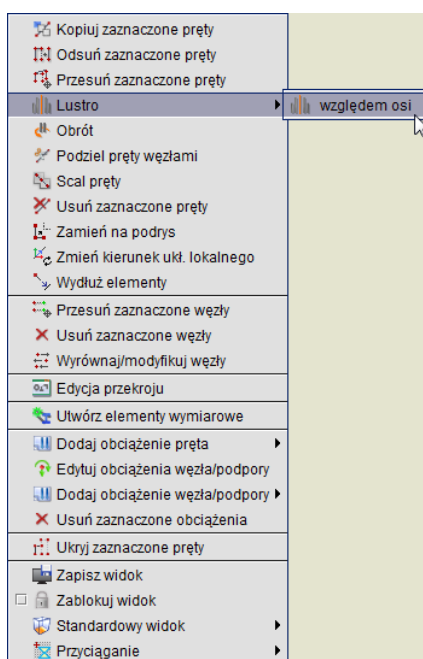 Kopiuj zaznaczone pręty
Odsuń zaznaczone pręty
Przesuń zaznaczone pręty
Lustro
względem osi
Obrót
Podziel pręty węzłami
Scal pręty
Usuń zaznaczone pręty
Zamień na podrys
Zmień kierunek ukł. lokalnego
Wydłuż elementy
Przesuń zaznaczone węzły
Usuń zaznaczone węzły
Wyrównaj/modyfikuj węzły
Edycja przekroju
Utwórz elementy wymiarowe
Dodaj obciążenie pręta
Edytuj obciążenia węzła/podpory
Dodaj obciążenie węzła/podpory
Usuń zaznaczone obciążenia
Ukryj zaznaczone pręty
Zapisz widok
Zablokuj widok
Standardowy widok
Przyciąganie